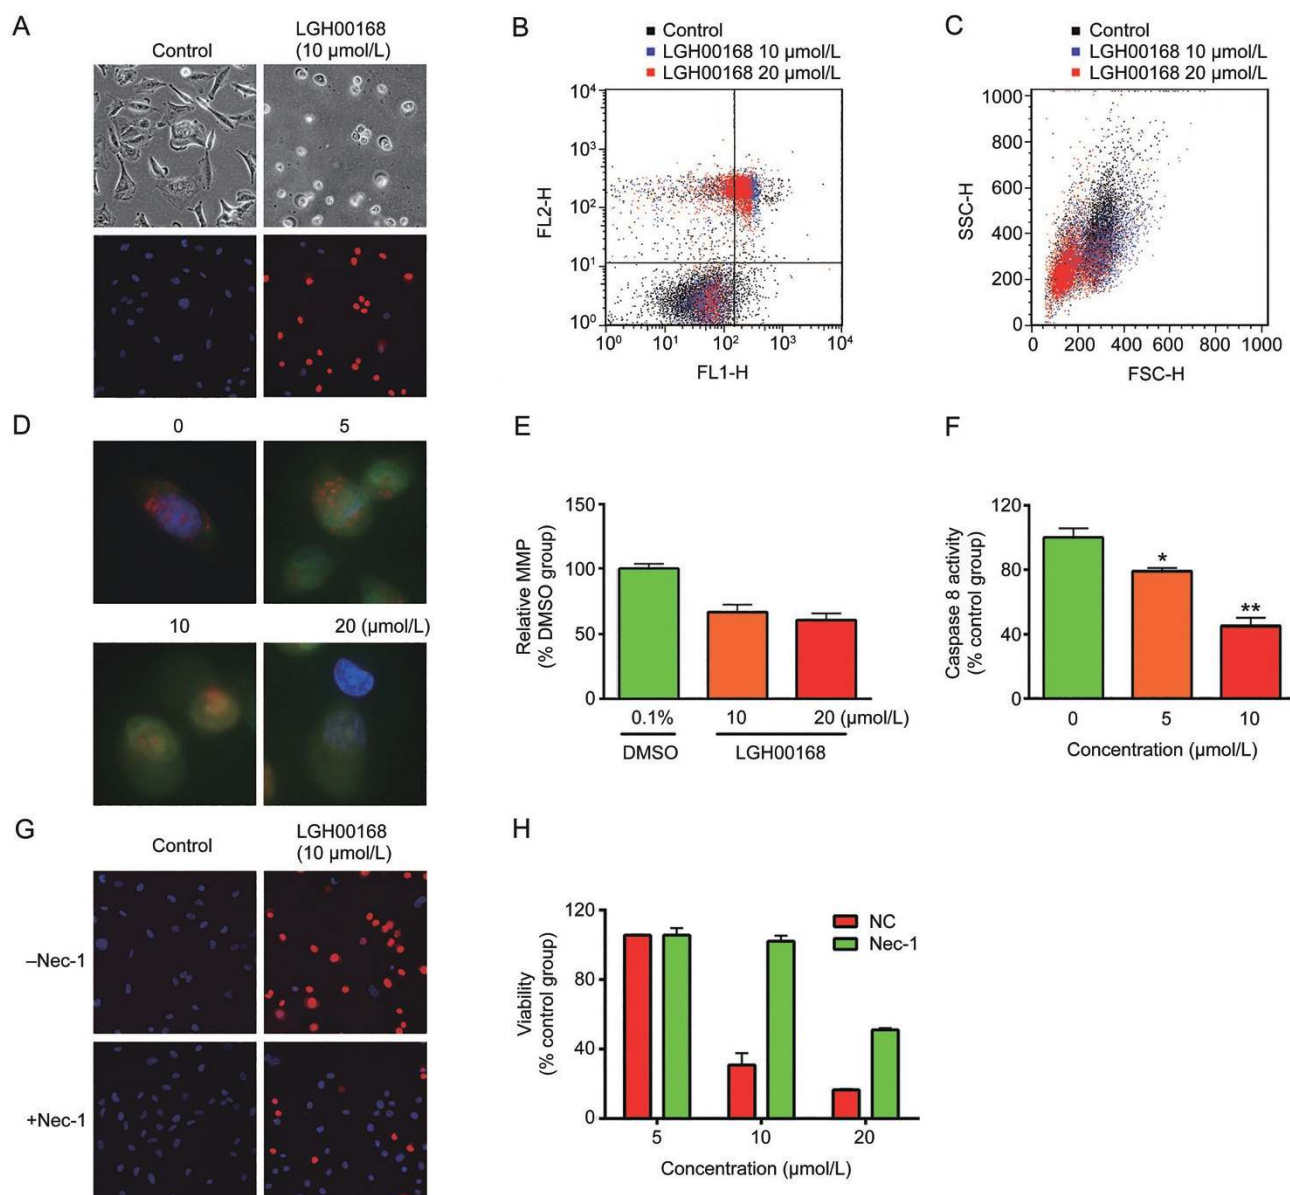 A
Control
LGH00168
(10 µmol/L)
B
Control
LGH00168 10 µmol/L
LGH00168 20 µmol/L
10⁴
10³
10²
10¹
10⁰
FL2-H
10⁰ 10¹ 10² 10³ 10⁴
FL1-H
C
Control
LGH00168 10 µmol/L
LGH00168 20 µmol/L
1000
800
600
400
200
0
SSC-H
0 200 400 600 800 1000
FSC-H
D
0 5
10 20 (µmol/L)
E
150
100
50
0
Relative MMP
(% DMSO group)
0.1% 10 20 (µmol/L)
DMSO LGH00168
F
120
80
40
0
Caspase 8 activity
(% control group)
*
**
0 5 10
Concentration (µmol/L)
G
Control
LGH00168
(10 µmol/L)
–Nec-1
+Nec-1
H
120
80
40
0
Viability
(% control group)
NC
Nec-1
5 10 20
Concentration (µmol/L)